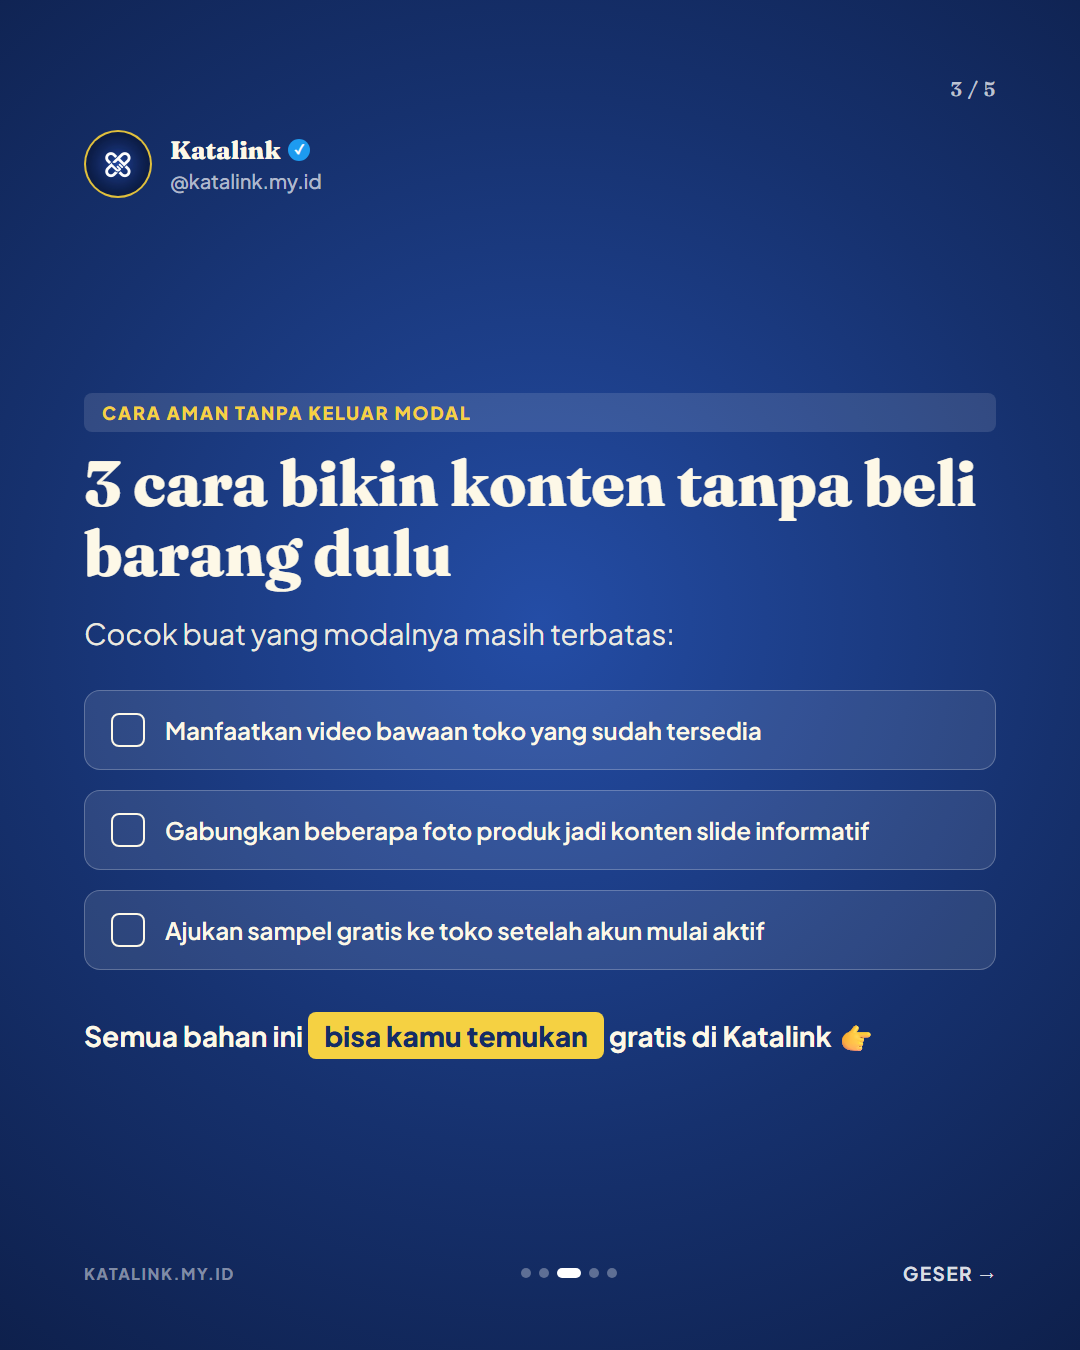 3 / 5
Katalink
@katalink.my.id
CARA AMAN TANPA KELUAR MODAL
3 cara bikin konten tanpa beli
barang dulu
Cocok buat yang modalnya masih terbatas:
Manfaatkan video bawaan toko yang sudah tersedia
Gabungkan beberapa foto produk jadi konten slide informatif
Ajukan sampel gratis ke toko setelah akun mulai aktif
Semua bahan ini bisa kamu temukan gratis di Katalink 👉
KATALINK.MY.ID
GESER →